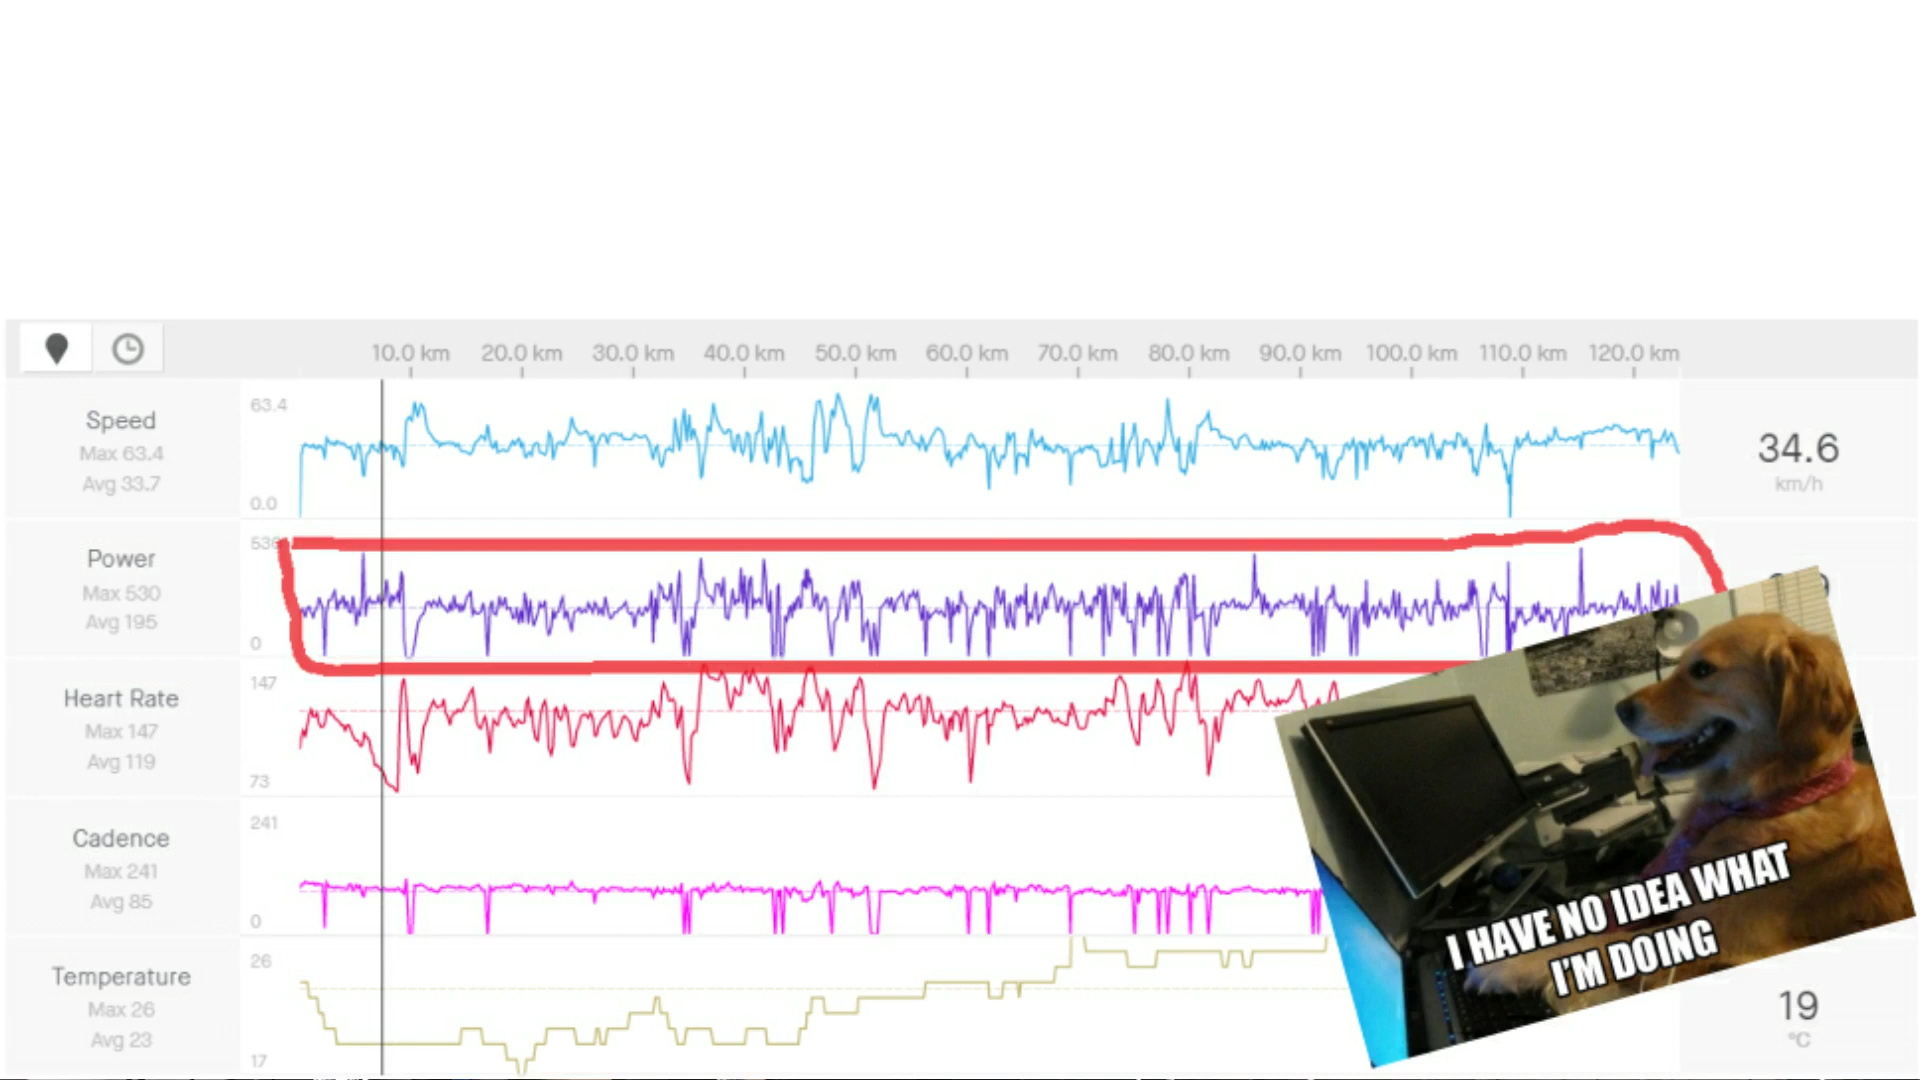 10.0 km 20.0 km 30.0 km 40.0 km 50.0 km 60.0 km 70.0 km 80.0 km 90.0 km 100.0 km 110.0 km 120.0 km
Speed
Max 63.4
Avg 33.7
63.4
0.0
34.6
km/h
Power
Max 530
Avg 195
0
Heart Rate
Max 147
Avg 119
147
73
Cadence
Max 241
Avg 85
241
0
Temperature
Max 26
Avg 23
26
17
19
°C
I HAVE NO IDEA WHAT
I'M DOING